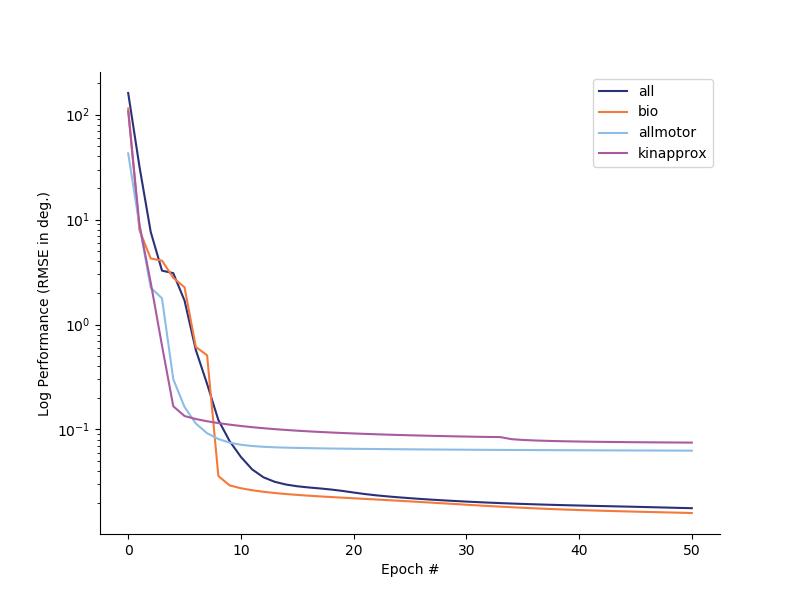 all
bio
allmotor
kinapprox
10²
10¹
10⁰
10⁻¹
Log Performance (RMSE in deg.)
0 10 20 30 40 50
Epoch #